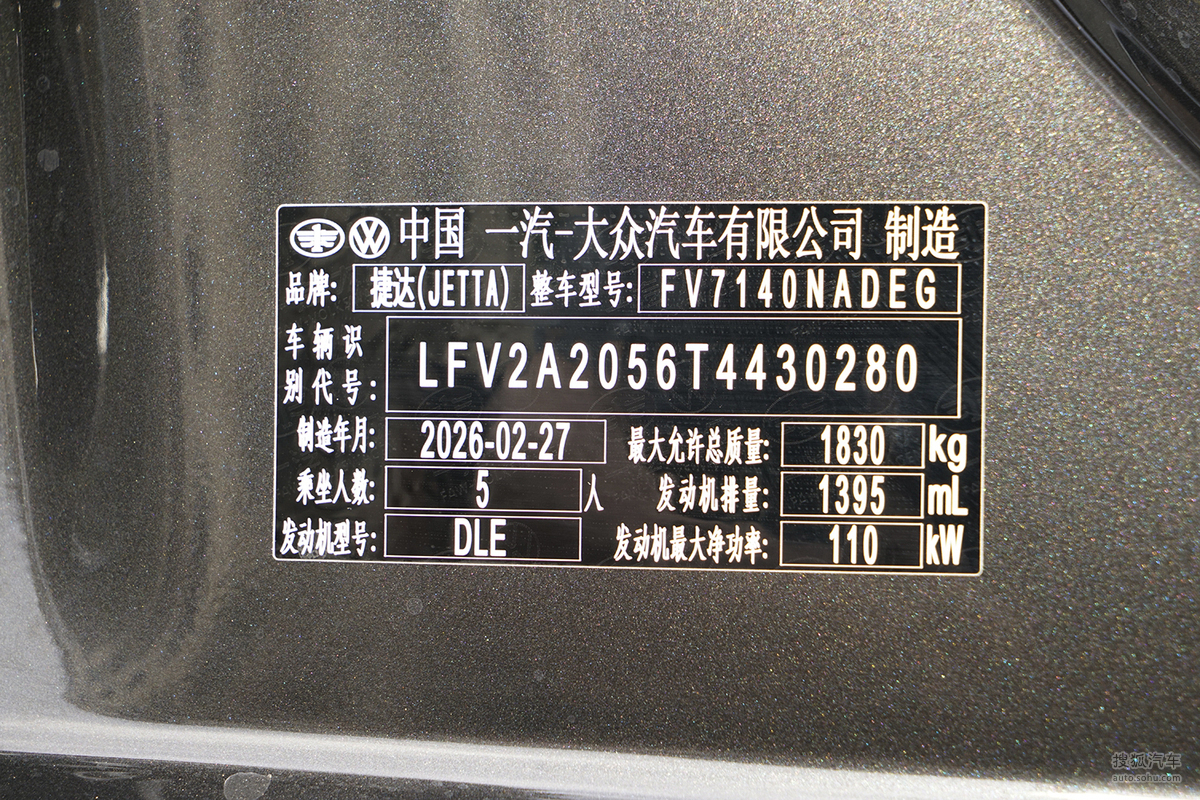 中国 一汽-大众汽车有限公司 制造
品牌: 捷达(JETTA) 整车型号: FV7140NADEG
车辆识别代号: LFV2A2056T4430280
制造年月: 2026-02-27 最大允许总质量: 1830 kg
乘坐人数: 5 人 发动机排量: 1395 mL
发动机型号: DLE 发动机最大净功率: 110 kW
搜狐汽车
auto.sohu.com